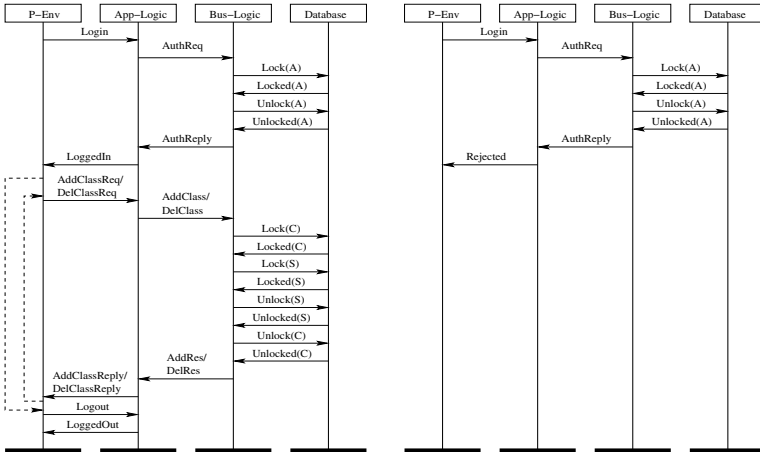 P-Env App-Logic Bus-Logic Database P-Env App-Logic Bus-Logic Database
Login Login
AuthReq AuthReq
Lock(A) Lock(A)
Locked(A) Locked(A)
Unlock(A) Unlock(A)
Unlocked(A) Unlocked(A)
AuthReply AuthReply
LoggedIn Rejected
AddClassReq/
DelClassReq
AddClass/
DelClass
Lock(C)
Locked(C)
Lock(S)
Locked(S)
Unlock(S)
Unlocked(S)
Unlock(C)
Unlocked(C)
AddRes/
DelRes
AddClassReply/
DelClassReply
Logout
LoggedOut